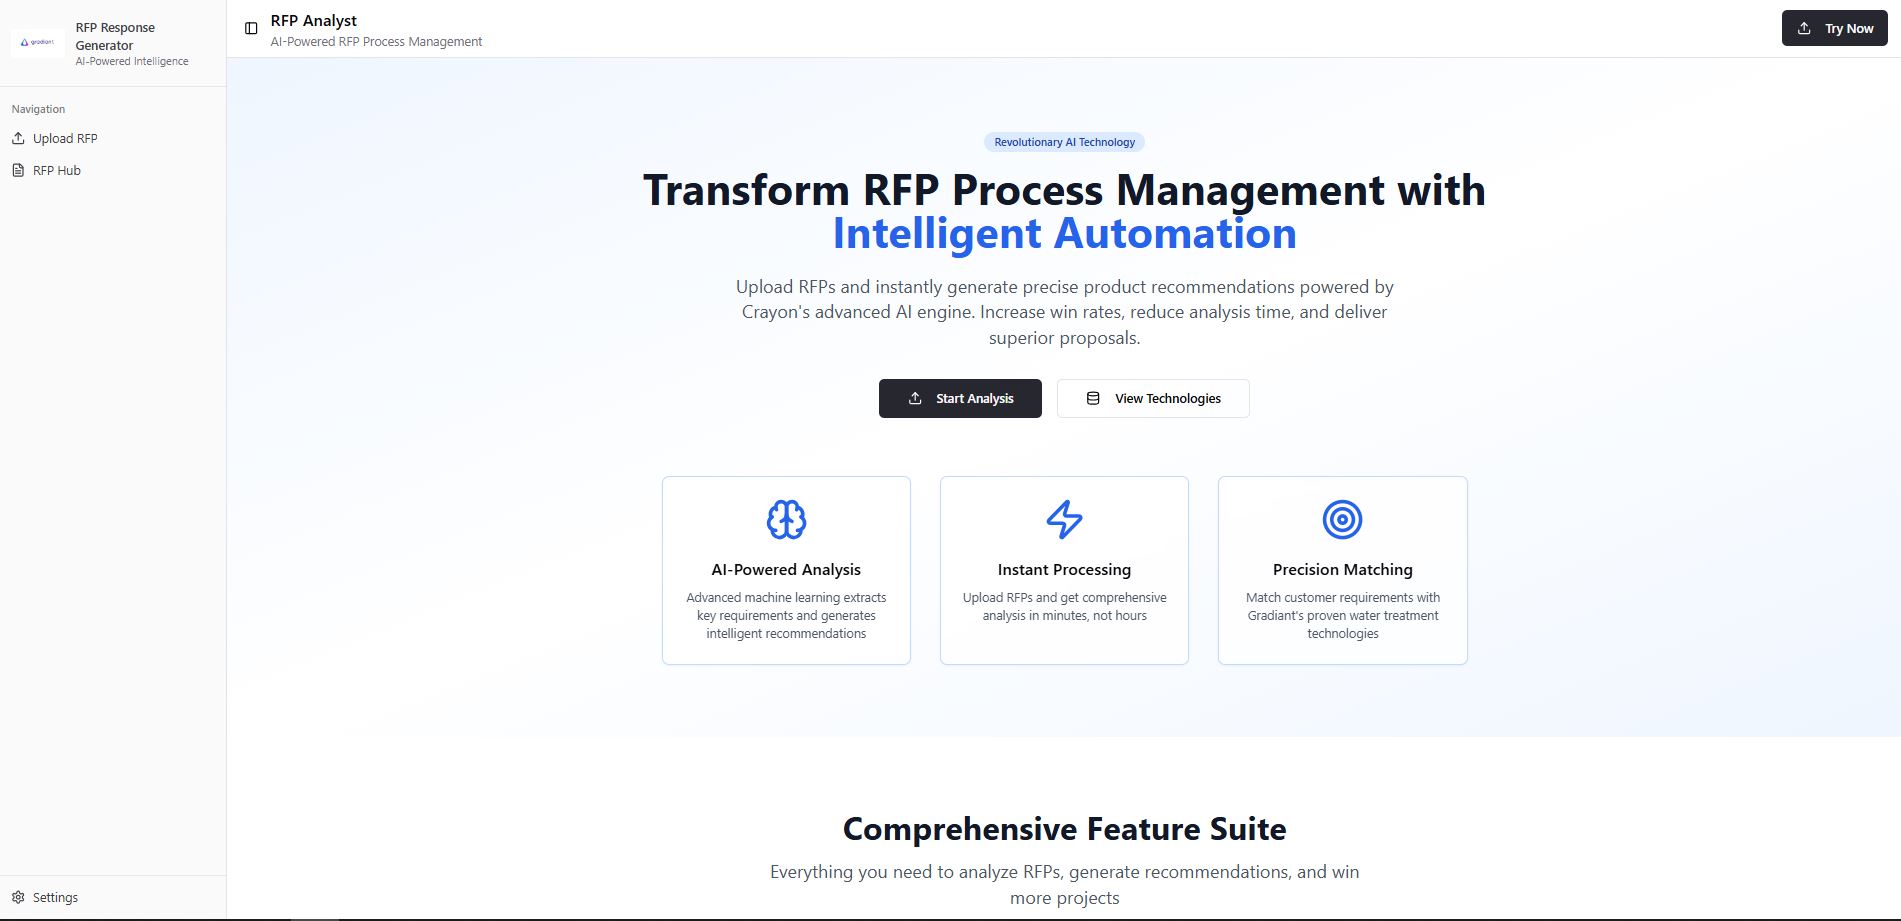 gradiant
RFP Response
Generator
AI-Powered Intelligence
Navigation
Upload RFP
RFP Hub
Settings
RFP Analyst
AI-Powered RFP Process Management
Try Now
Revolutionary AI Technology
Transform RFP Process Management with
Intelligent Automation
Upload RFPs and instantly generate precise product recommendations powered by
Crayon's advanced AI engine. Increase win rates, reduce analysis time, and deliver
superior proposals.
Start Analysis
View Technologies
AI-Powered Analysis
Advanced machine learning extracts
key requirements and generates
intelligent recommendations
Instant Processing
Upload RFPs and get comprehensive
analysis in minutes, not hours
Precision Matching
Match customer requirements with
Gradiant's proven water treatment
technologies
Comprehensive Feature Suite
Everything you need to analyze RFPs, generate recommendations, and win
more projects